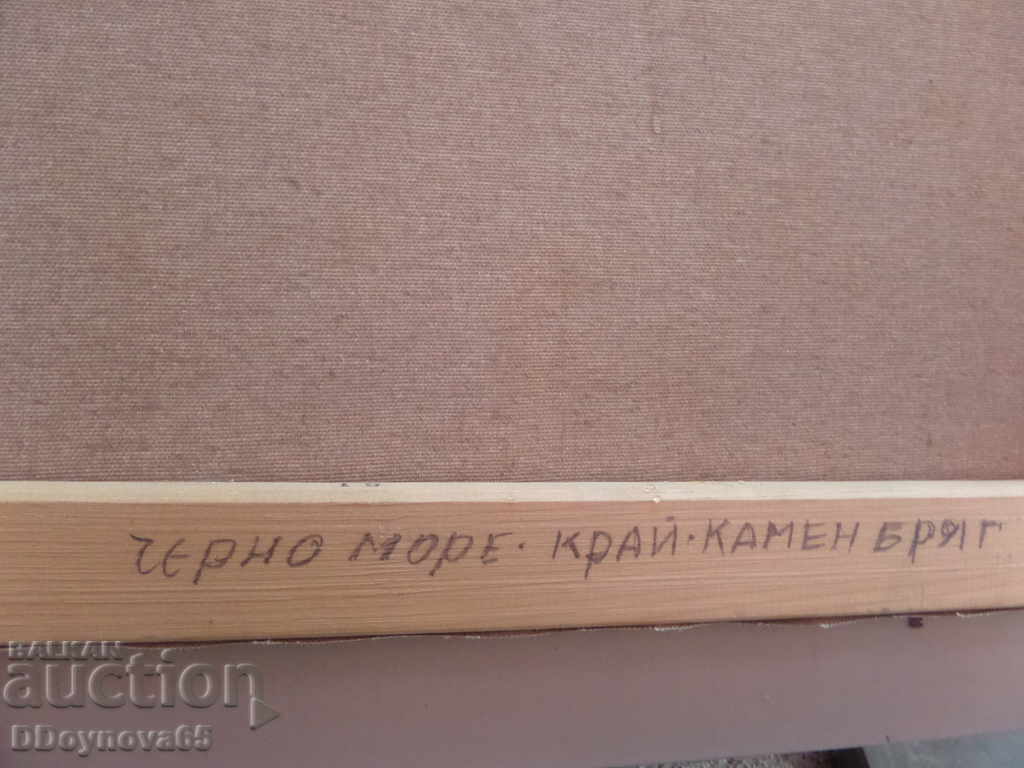 ЧЕРНО МОРЕ. КРАЙ. КАМЕН БРЯГ
BALKAN
auction
DDoynova65